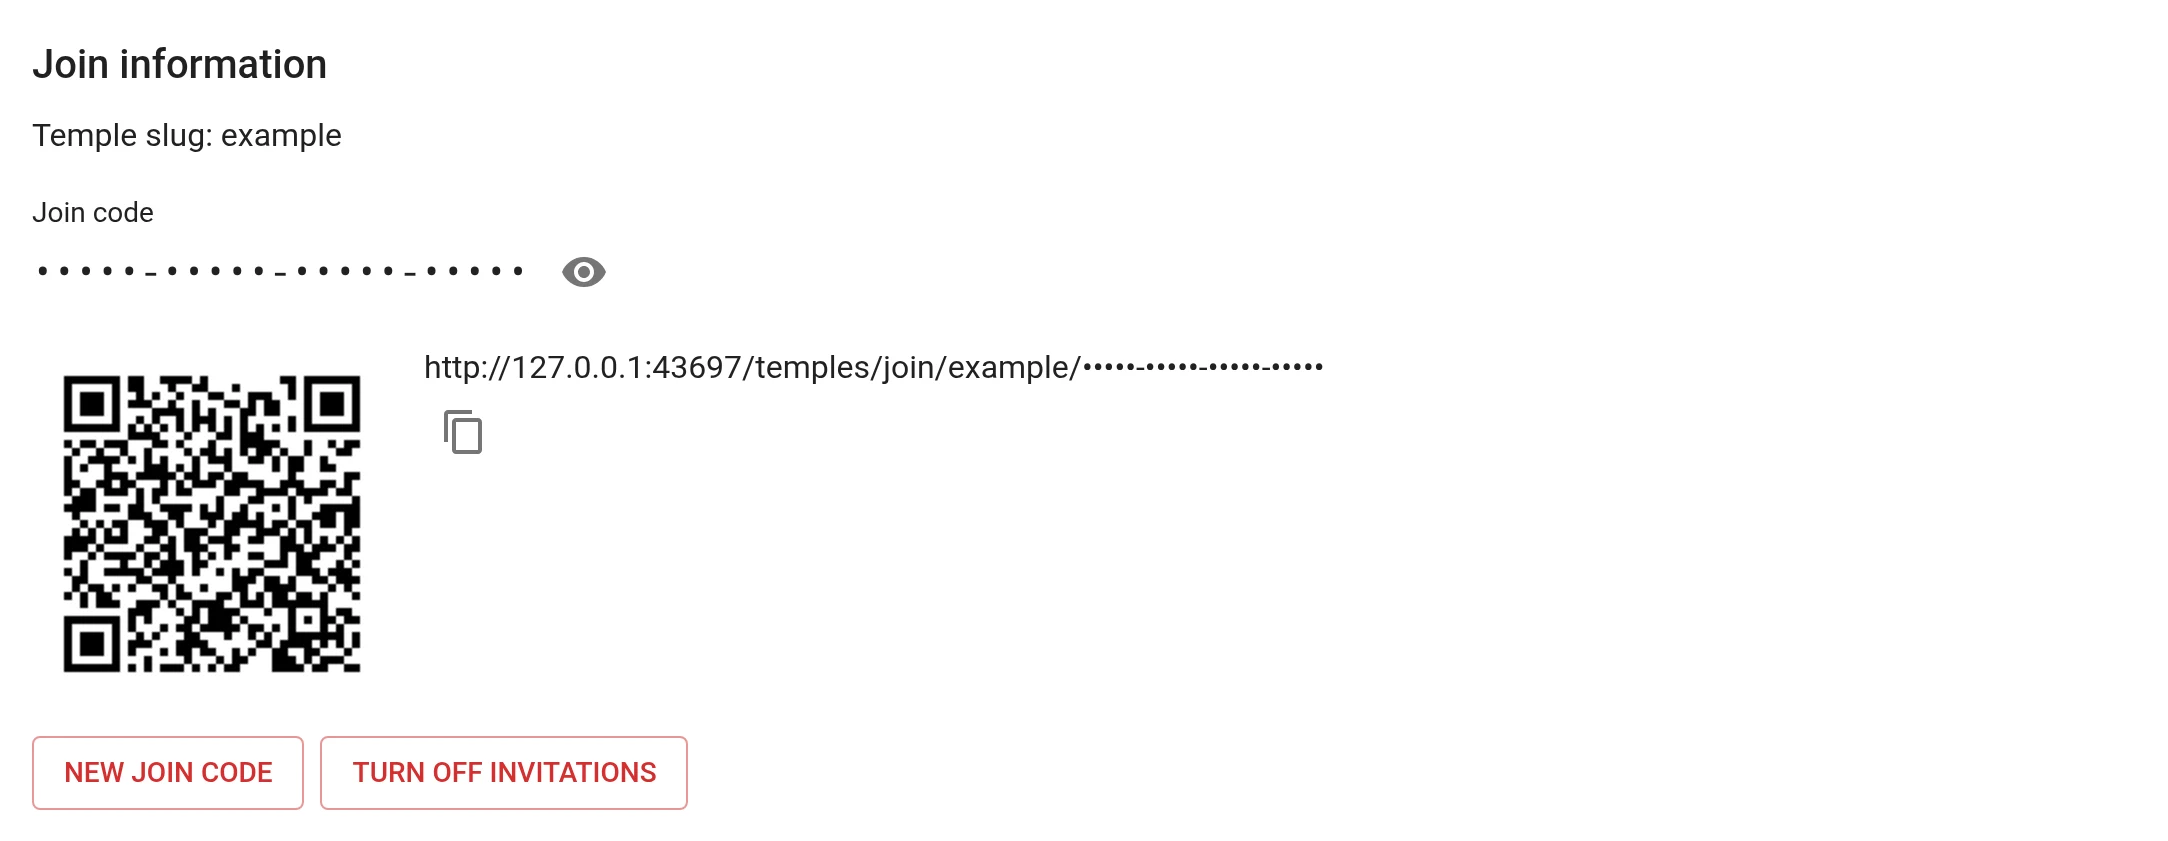 Join information
Temple slug: example
Join code
•••••-•••••-•••••-•••••
http://127.0.0.1:43697/temples/join/example/•••••-•••••-•••••-•••••
NEW JOIN CODE
TURN OFF INVITATIONS